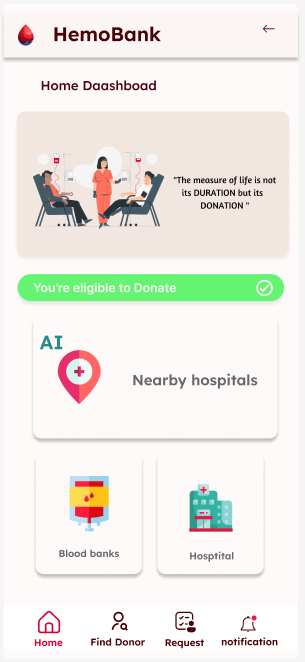 HemoBank
Home Daashboad
"The measure of life is not
its DURATION but its
DONATION "
You're eligible to Donate
AI
Nearby hospitals
Blood banks
Hosptital
Home
Find Donor
Request
notification